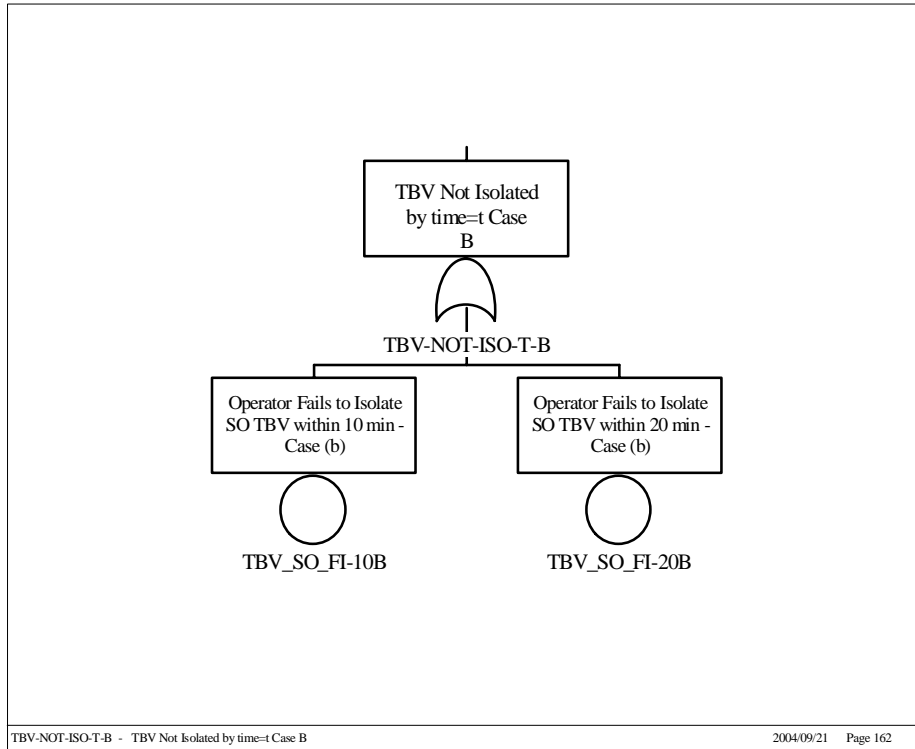 TBV Not Isolated
by time=t Case
B
TBV-NOT-ISO-T-B
Operator Fails to Isolate
SO TBV within 10 min -
Case (b)
TBV_SO_FI-10B
Operator Fails to Isolate
SO TBV within 20 min -
Case (b)
TBV_SO_FI-20B
TBV-NOT-ISO-T-B - TBV Not Isolated by time=t Case B
2004/09/21 Page 162